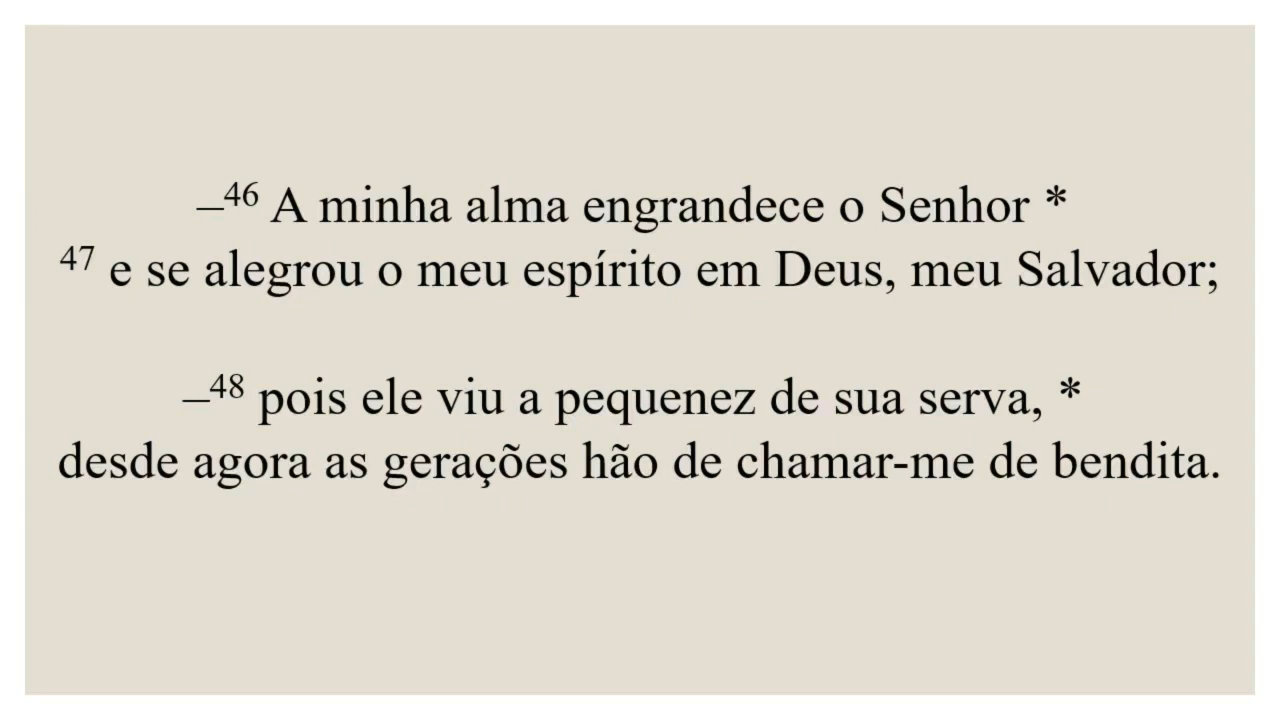 –46 A minha alma engrandece o Senhor *
47 e se alegrou o meu espírito em Deus, meu Salvador;
–48 pois ele viu a pequenez de sua serva, *
desde agora as gerações hão de chamar-me de bendita.